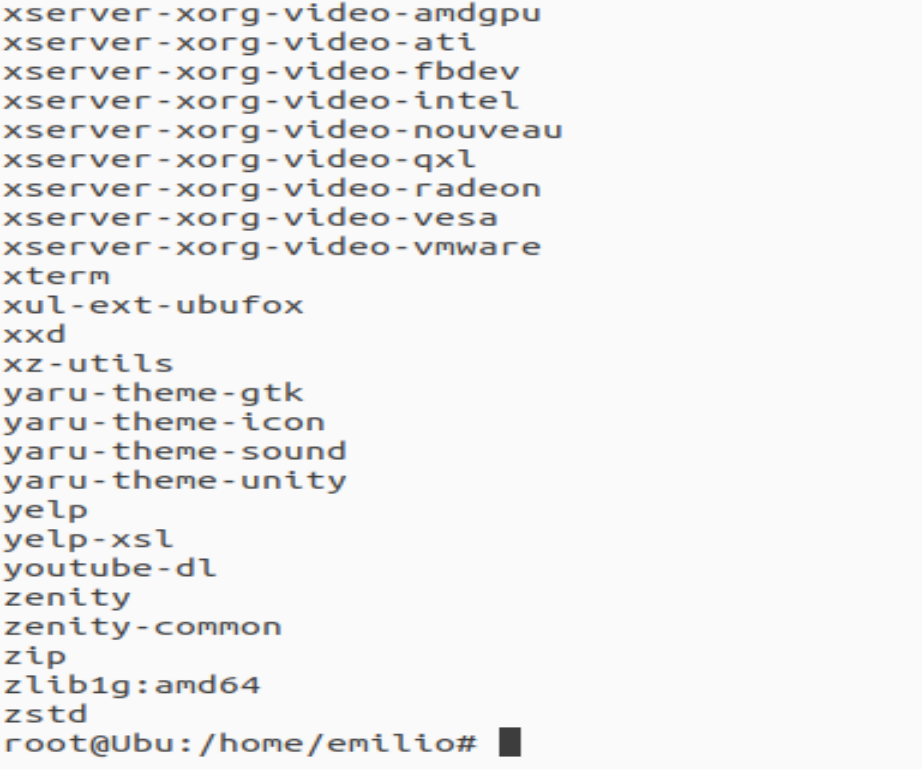 xserver-xorg-video-amdgpu
xserver-xorg-video-ati
xserver-xorg-video-fbdev
xserver-xorg-video-intel
xserver-xorg-video-nouveau
xserver-xorg-video-qxl
xserver-xorg-video-radeon
xserver-xorg-video-vesa
xserver-xorg-video-vmware
xterm
xul-ext-ubufox
xxd
xz-utils
yaru-theme-gtk
yaru-theme-icon
yaru-theme-sound
yaru-theme-unity
yelp
yelp-xsl
youtube-dl
zenity
zenity-common
zip
zlib1g:amd64
zstd
root@Ubu:/home/emilio#